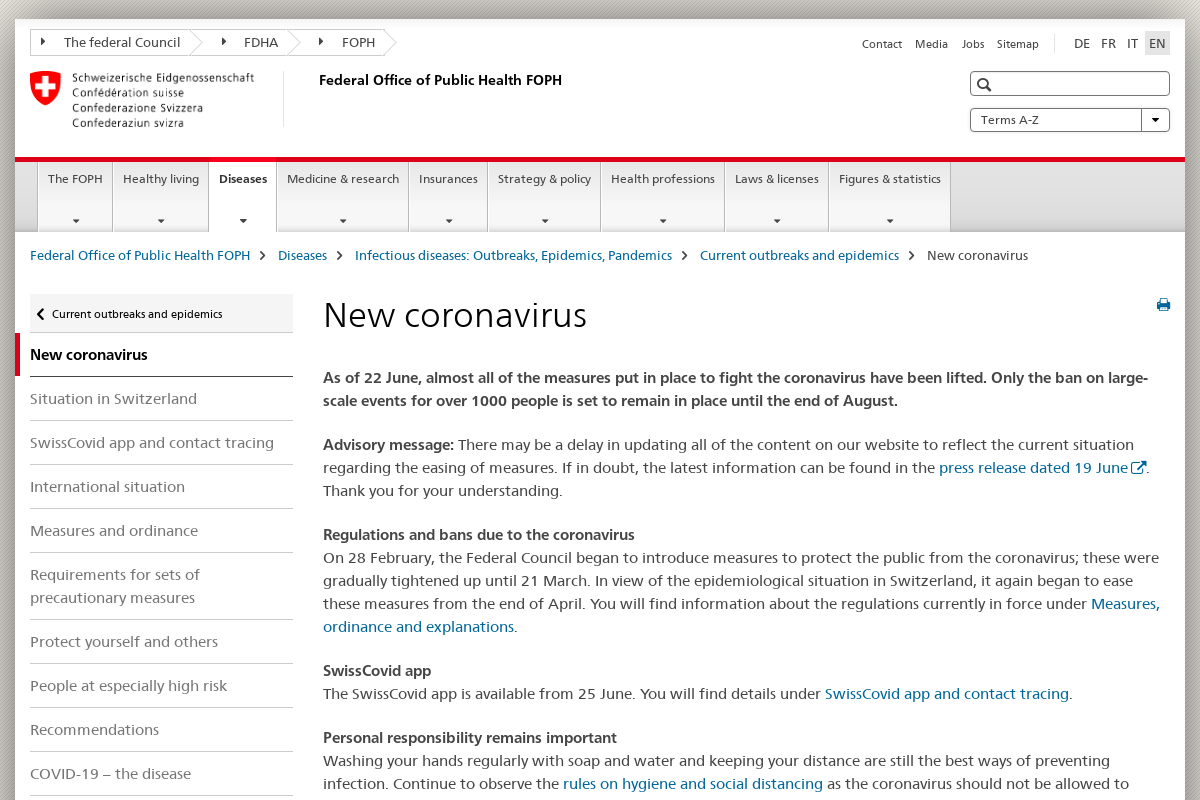 The federal Council
FDHA
FOPH
Contact
Media
Jobs
Sitemap
DE
FR
IT
EN
Schweizerische Eidgenossenschaft
Confédération suisse
Confederazione Svizzera
Confederaziun svizra
Federal Office of Public Health FOPH
Terms A-Z
The FOPH
Healthy living
Diseases
Medicine & research
Insurances
Strategy & policy
Health professions
Laws & licenses
Figures & statistics
Federal Office of Public Health FOPH
Diseases
Infectious diseases: Outbreaks, Epidemics, Pandemics
Current outbreaks and epidemics
New coronavirus
Current outbreaks and epidemics
New coronavirus
Situation in Switzerland
SwissCovid app and contact tracing
International situation
Measures and ordinance
Requirements for sets of
precautionary measures
Protect yourself and others
People at especially high risk
Recommendations
COVID-19 – the disease
New coronavirus
As of 22 June, almost all of the measures put in place to fight the coronavirus have been lifted. Only the ban on large-
scale events for over 1000 people is set to remain in place until the end of August.
Advisory message: There may be a delay in updating all of the content on our website to reflect the current situation
regarding the easing of measures. If in doubt, the latest information can be found in the press release dated 19 June.
Thank you for your understanding.
Regulations and bans due to the coronavirus
On 28 February, the Federal Council began to introduce measures to protect the public from the coronavirus; these were
gradually tightened up until 21 March. In view of the epidemiological situation in Switzerland, it again began to ease
these measures from the end of April. You will find information about the regulations currently in force under Measures,
ordinance and explanations.
SwissCovid app
The SwissCovid app is available from 25 June. You will find details under SwissCovid app and contact tracing.
Personal responsibility remains important
Washing your hands regularly with soap and water and keeping your distance are still the best ways of preventing
infection. Continue to observe the rules on hygiene and social distancing as the coronavirus should not be allowed to